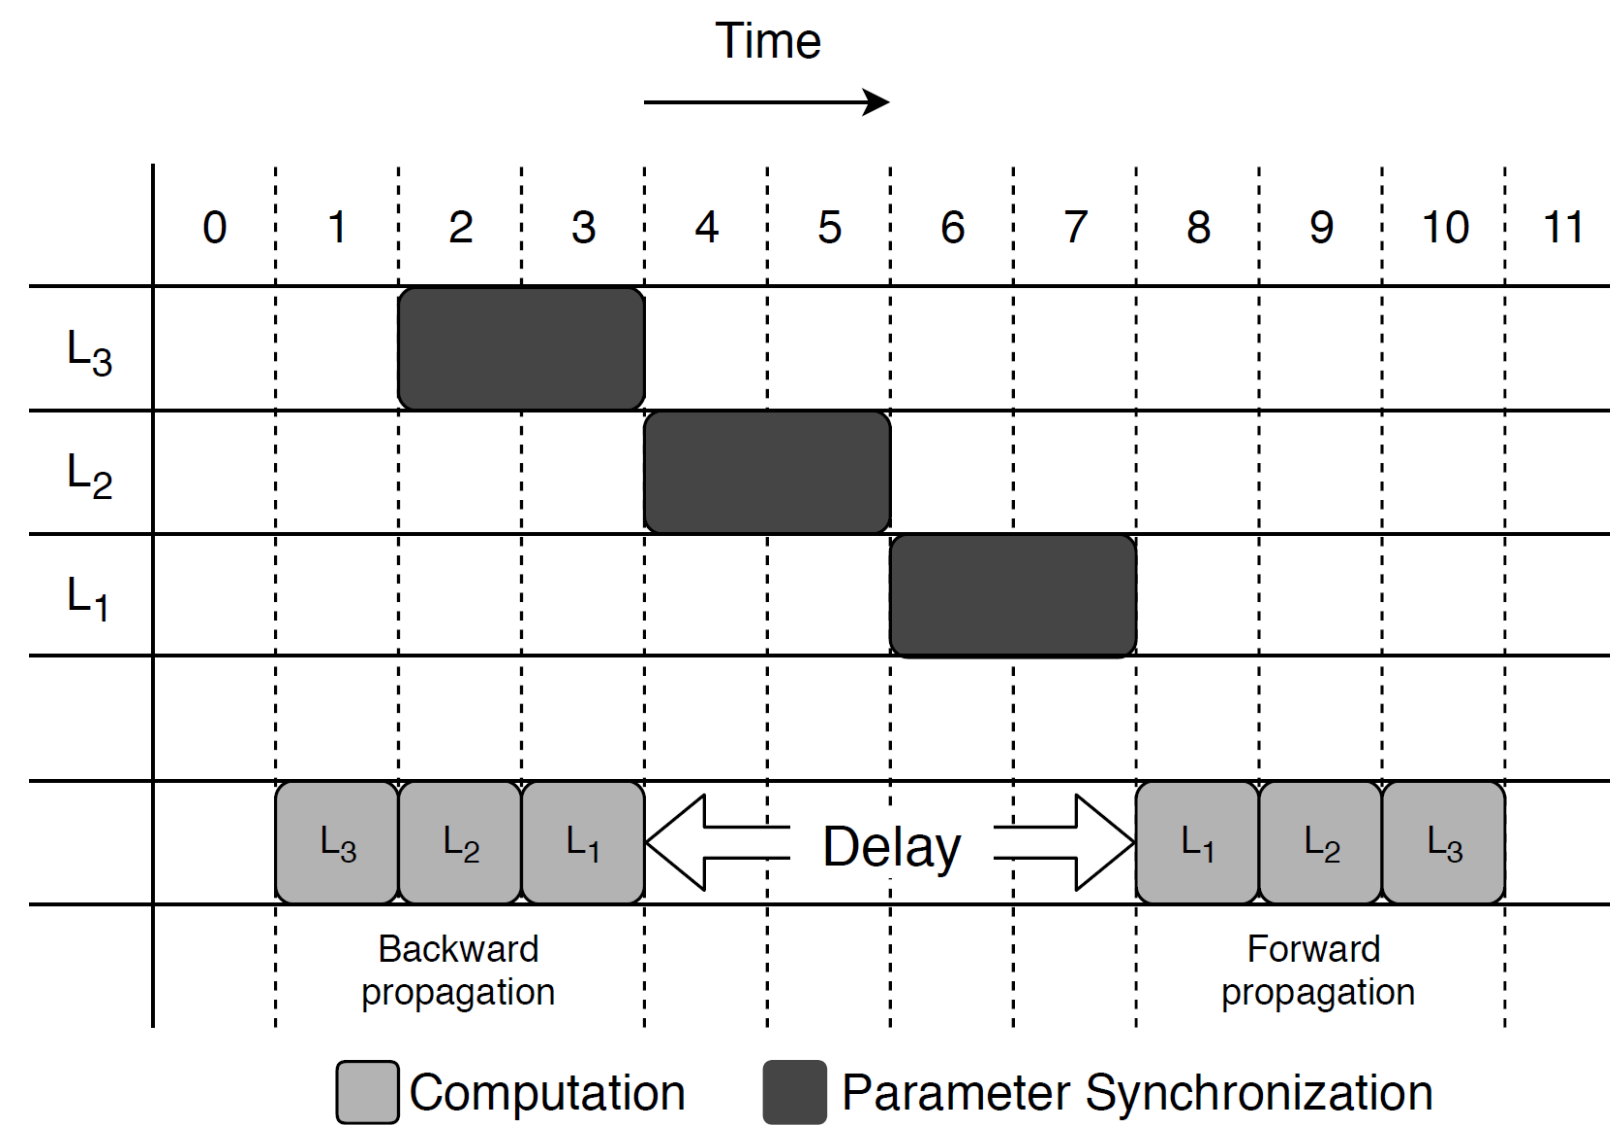 Time
0 1 2 3 4 5 6 7 8 9 10 11
L3
L2
L1
L3 L2 L1 Delay L1 L2 L3
Backward
propagation
Forward
propagation
Computation Parameter Synchronization